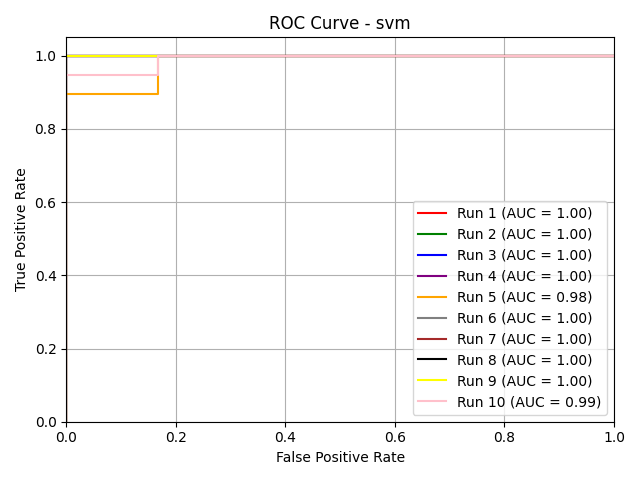 ROC Curve - svm
True Positive Rate
1.0
0.8
0.6
0.4
0.2
0.0
Run 1 (AUC = 1.00)
Run 2 (AUC = 1.00)
Run 3 (AUC = 1.00)
Run 4 (AUC = 1.00)
Run 5 (AUC = 0.98)
Run 6 (AUC = 1.00)
Run 7 (AUC = 1.00)
Run 8 (AUC = 1.00)
Run 9 (AUC = 1.00)
Run 10 (AUC = 0.99)
0.0 0.2 0.4 0.6 0.8 1.0
False Positive Rate